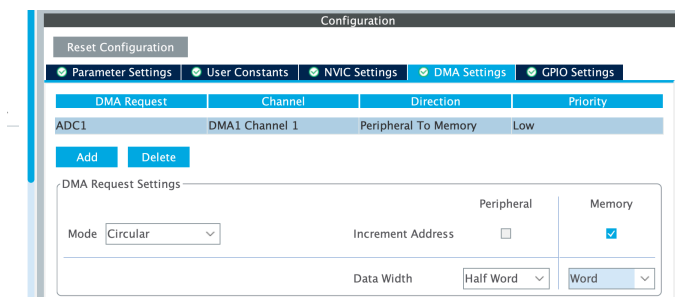 Configuration
Reset Configuration
Parameter Settings User Constants NVIC Settings DMA Settings GPIO Settings
DMA Request Channel Direction Priority
ADC1 DMA1 Channel 1 Peripheral To Memory Low
Add Delete
DMA Request Settings
Peripheral Memory
Mode Circular Increment Address
Data Width Half Word Word